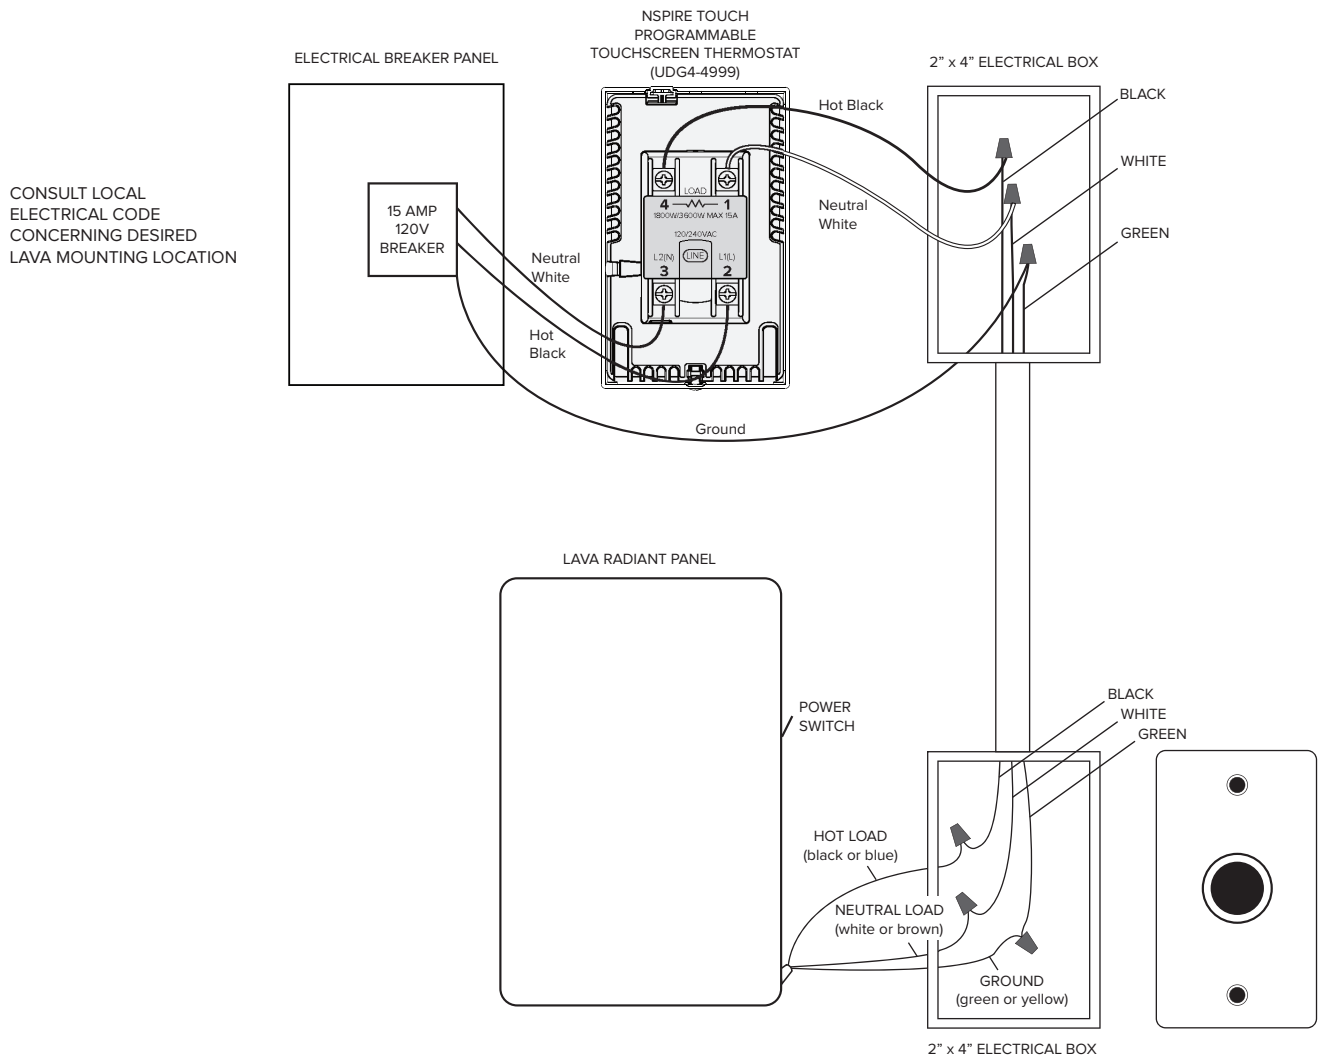 NSPIRE TOUCH
PROGRAMMABLE
TOUCHSCREEN THERMOSTAT
(UDG4-4999)
ELECTRICAL BREAKER PANEL
2” x 4” ELECTRICAL BOX
BLACK
Hot Black
WHITE
CONSULT LOCAL
ELECTRICAL CODE
CONCERNING DESIRED
LAVA MOUNTING LOCATION
15 AMP
120V
BREAKER
LOAD
4 1
1800W/3600W MAX 15A
120/240VAC
L2(N) LINE L1(L)
3 2
Neutral
White
GREEN
Neutral
White
Hot
Black
Ground
LAVA RADIANT PANEL
POWER
SWITCH
BLACK
WHITE
GREEN
HOT LOAD
(black or blue)
NEUTRAL LOAD
(white or brown)
GROUND
(green or yellow)
2” x 4” ELECTRICAL BOX